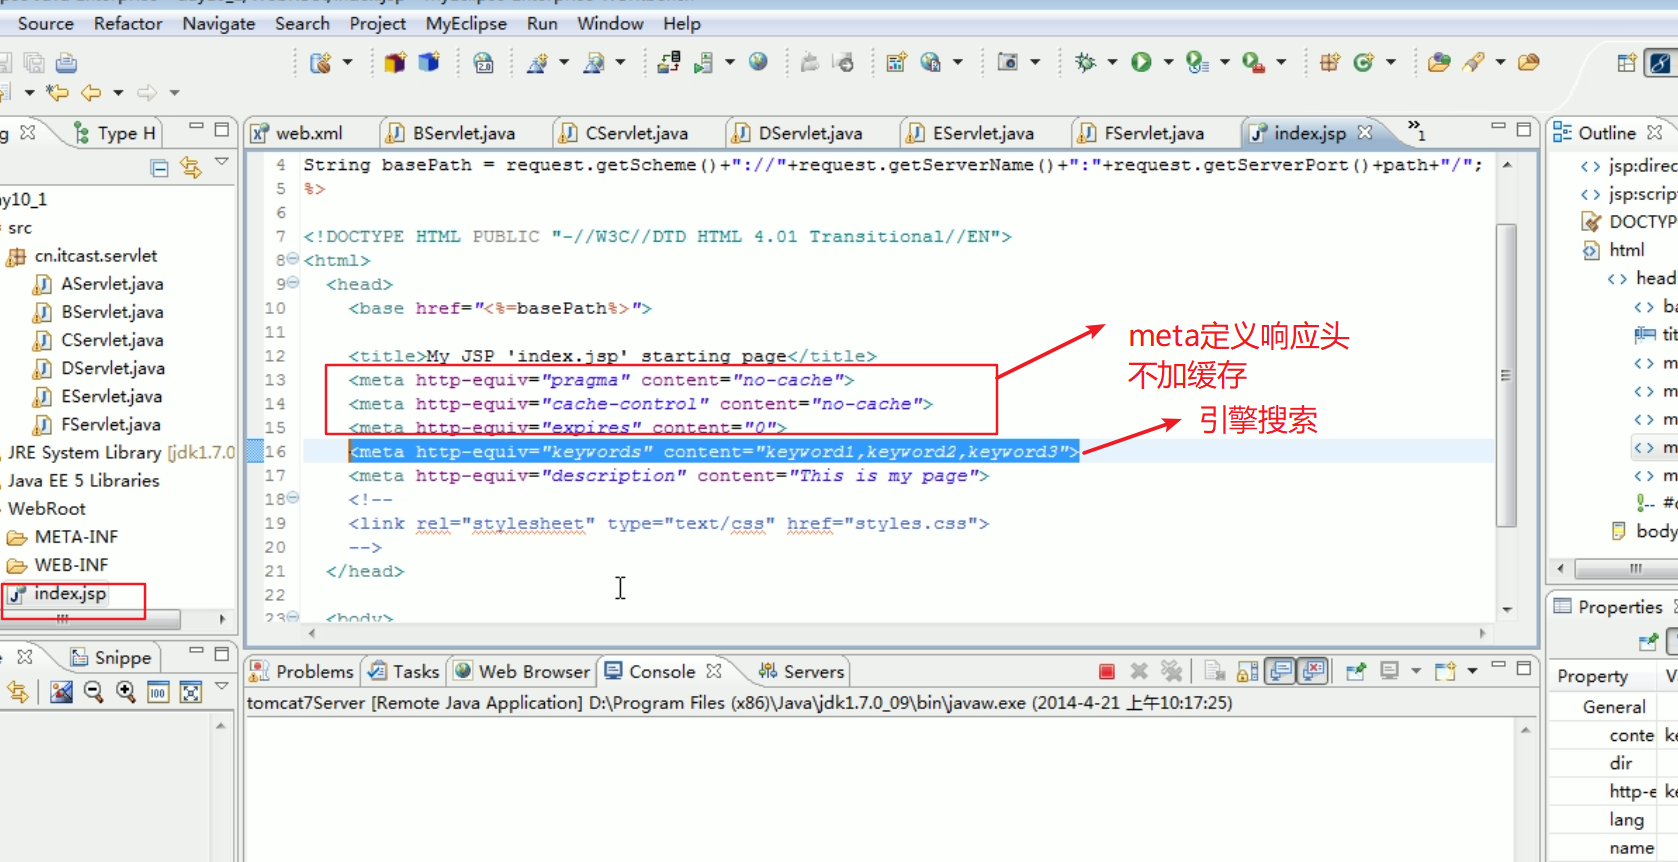 Source Refactor Navigate Search Project MyEclipse Run Window Help
Type H
web.xml BServlet.java CServlet.java DServlet.java EServlet.java FServlet.java index.jsp »1
Outline
y10_1
src
cn.itcast.servlet
AServlet.java
BServlet.java
CServlet.java
DServlet.java
EServlet.java
FServlet.java
JRE System Library [jdk1.7.0
Java EE 5 Libraries
WebRoot
META-INF
WEB-INF
index.jsp
4 String basePath = request.getScheme()+"://"+request.getServerName()+":"+request.getServerPort()+path+"/";
5 %>
6
7 <!DOCTYPE HTML PUBLIC "-//W3C//DTD HTML 4.01 Transitional//EN">
8 <html>
9 <head>
10 <base href="<%=basePath%>">
11
12 <title>My JSP 'index.jsp' starting page</title>
13 <meta http-equiv="pragma" content="no-cache">
14 <meta http-equiv="cache-control" content="no-cache">
15 <meta http-equiv="expires" content="0">
16 <meta http-equiv="keywords" content="keyword1,keyword2,keyword3">
17 <meta http-equiv="description" content="This is my page">
18 <!--
19 <link rel="stylesheet" type="text/css" href="styles.css">
20 -->
21 </head>
22
23 <body>
meta定义响应头
不加缓存
引擎搜索
jsp:direc
jsp:scrip
DOCTYP
html
head
ba
tit
m
m
m
m
m
#c
body
Snippe
Problems Tasks Web Browser Console Servers
tomcat7Server [Remote Java Application] D:\Program Files (x86)\Java\jdk1.7.0_09\bin\javaw.exe (2014-4-21 上午10:17:25)
Properties
Property V
General
conte ke
dir
http-e ke
lang
name